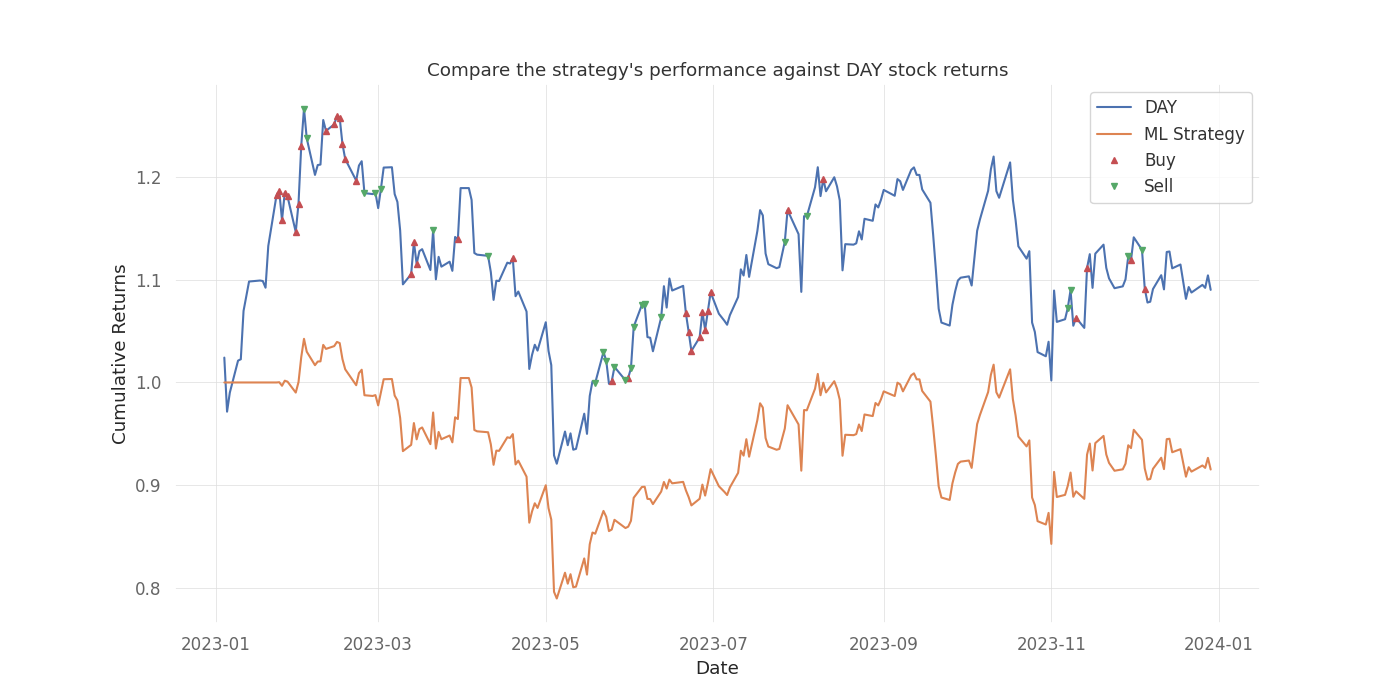 Compare the strategy's performance against DAY stock returns
DAY
ML Strategy
Buy
Sell
1.2
1.1
1.0
0.9
0.8
Cumulative Returns
2023-01
2023-03
2023-05
2023-07
2023-09
2023-11
2024-01
Date